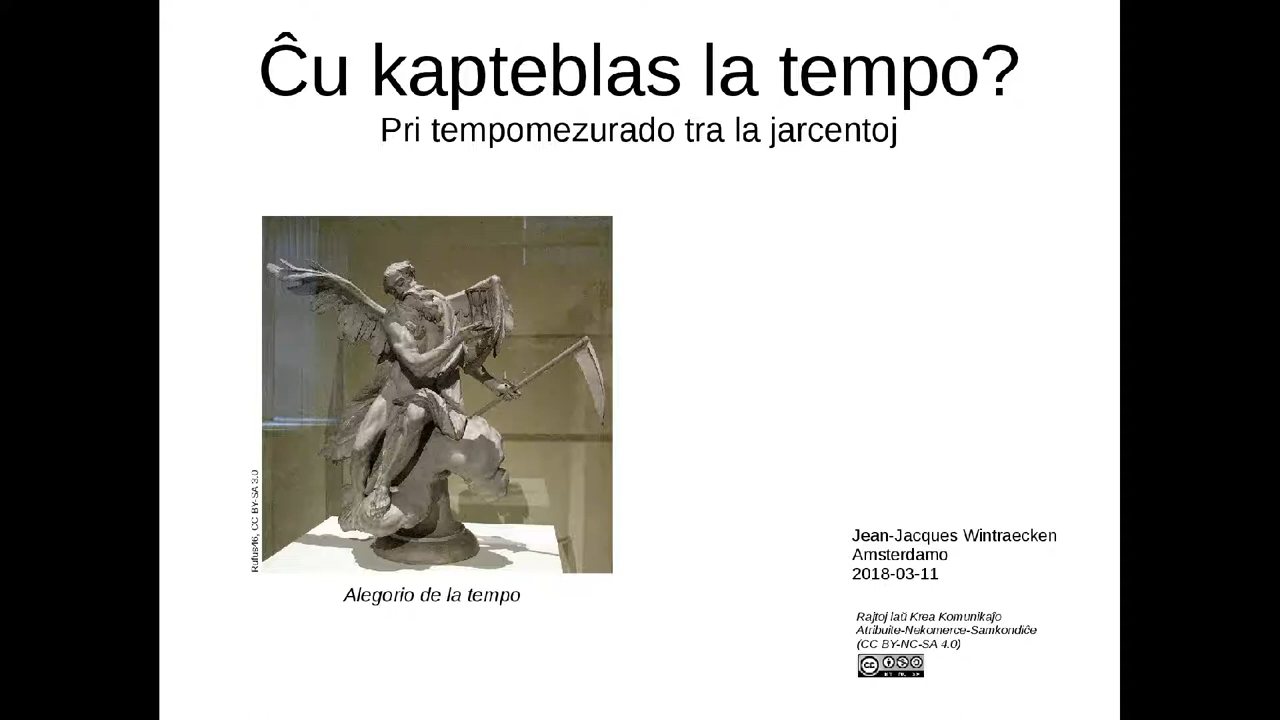 Ĉu kapteblas la tempo?
Pri tempomezurado tra la jarcentoj
Rufus46, CC BY-SA 3.0
Alegorio de la tempo
Jean-Jacques Wintraecken
Amsterdamo
2018-03-11
Rajtoj laŭ Krea Komunikaĵo
Atribuite-Nekomerce-Samkondiĉe
(CC BY-NC-SA 4.0)
cc